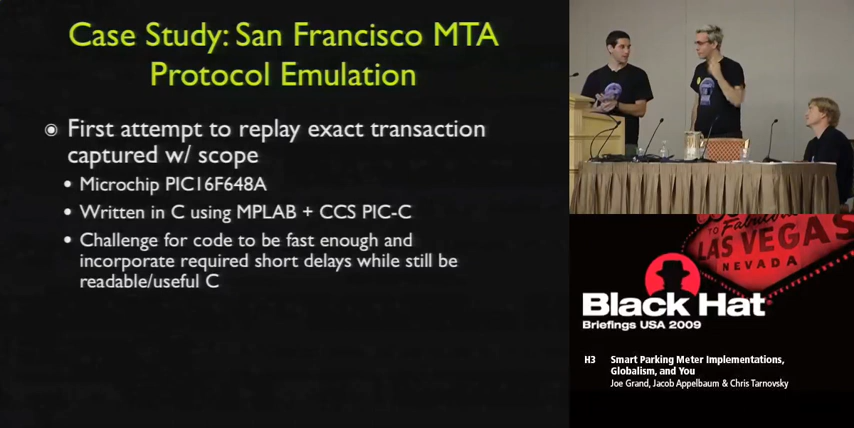 Case Study: San Francisco MTA
Protocol Emulation
First attempt to replay exact transaction
captured w/ scope
Microchip PIC16F648A
Written in C using MPLAB + CCS PIC-C
Challenge for code to be fast enough and
incorporate required short delays while still be
readable/useful C
TO Fabulous
LAS VEGAS
NEVADA
Black Hat
Briefings USA 2009
H3 Smart Parking Meter Implementations,
Globalism, and You
Joe Grand, Jacob Appelbaum & Chris Tarnovsky